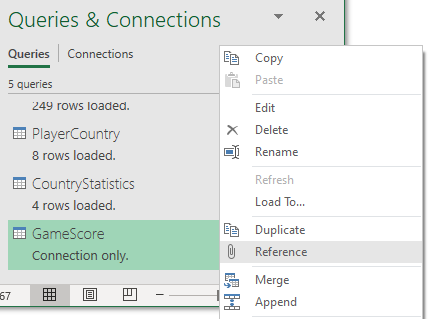 Queries & Connections
Queries Connections
5 queries
249 rows loaded.
PlayerCountry
8 rows loaded.
CountryStatistics
4 rows loaded.
GameScore
Connection only.
67
Copy
Paste
Edit
Delete
Rename
Refresh
Load To...
Duplicate
Reference
Merge
Append